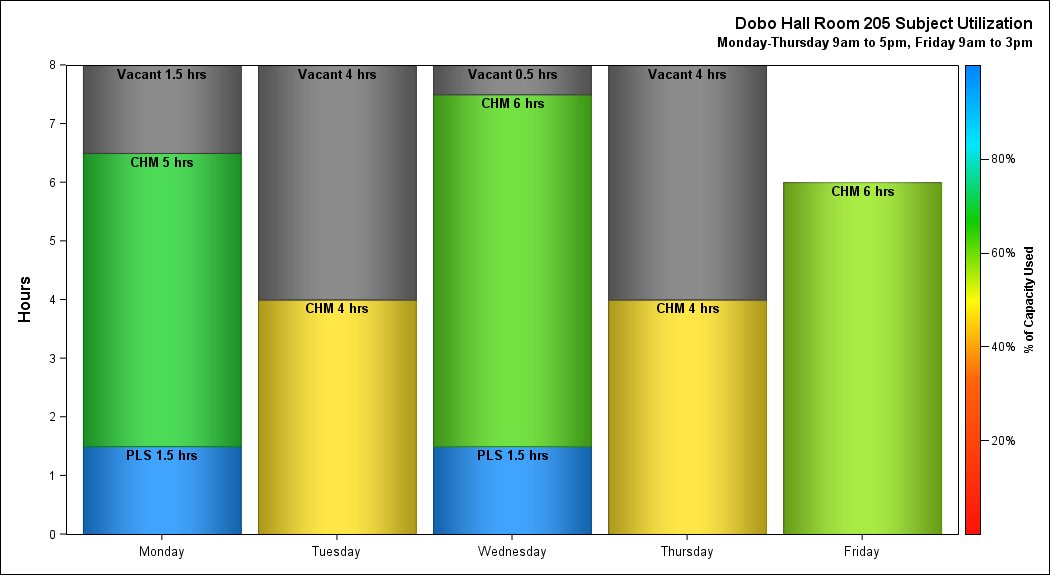 Dobo Hall Room 205 Subject Utilization
Monday-Thursday 9am to 5pm, Friday 9am to 3pm
Hours
8
7
6
5
4
3
2
1
0
Vacant 1.5 hrs
CHM 5 hrs
PLS 1.5 hrs
Vacant 4 hrs
CHM 4 hrs
Vacant 0.5 hrs
CHM 6 hrs
PLS 1.5 hrs
Vacant 4 hrs
CHM 4 hrs
CHM 6 hrs
Monday
Tuesday
Wednesday
Thursday
Friday
80%
60%
40%
20%
% of Capacity Used